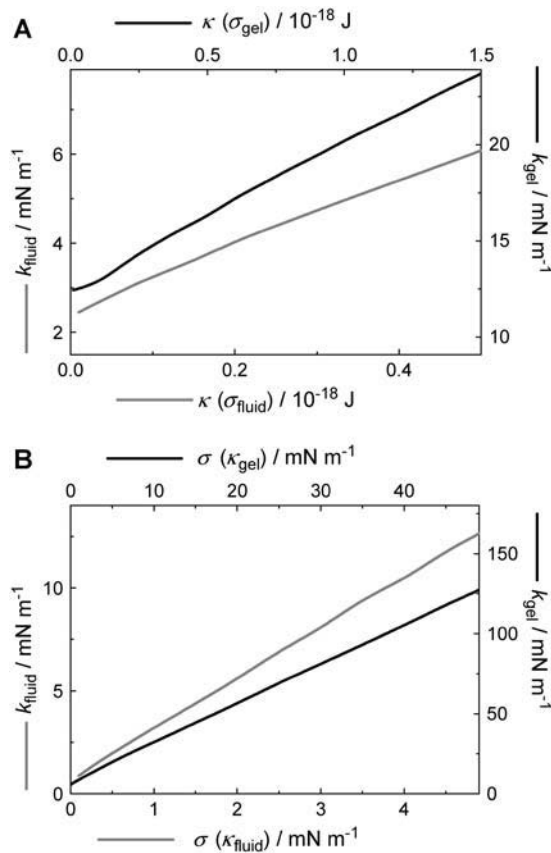 A
κ (σgel) / 10-18 J
0.0 0.5 1.0 1.5
kfluid / mN m-1
6
4
2
kgel / mN m-1
20
15
10
0.0 0.2 0.4
κ (σfluid) / 10-18 J
B
σ (κgel) / mN m-1
0 10 20 30 40
kfluid / mN m-1
10
5
0
kgel / mN m-1
150
100
50
0
0 1 2 3 4
σ (κfluid) / mN m-1